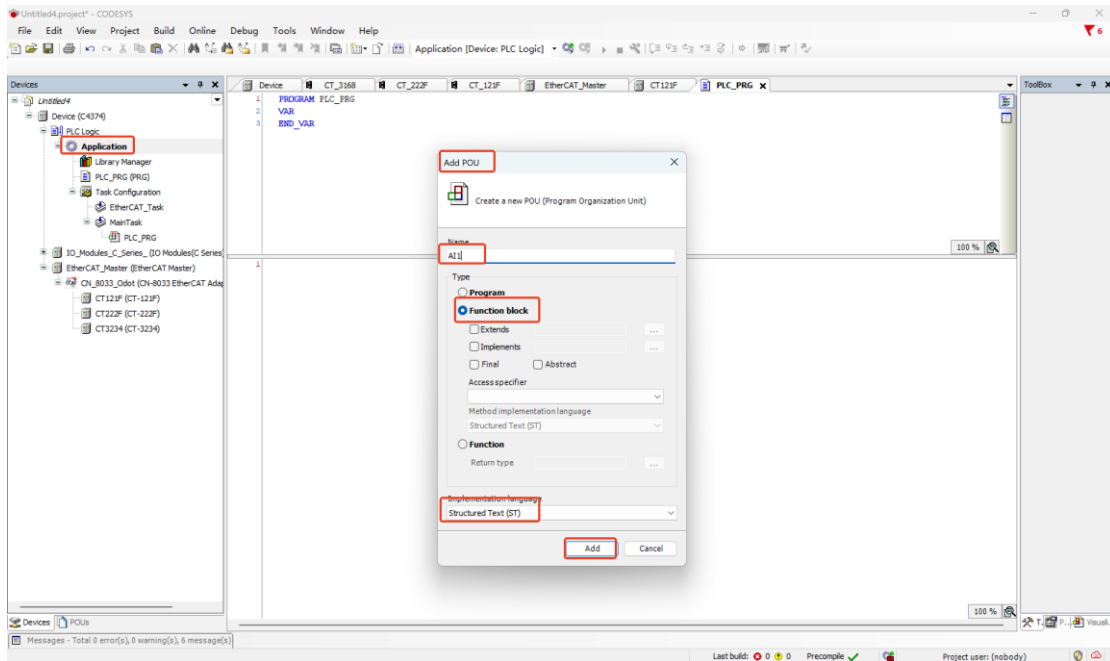 Untitled4.project* - CODESYS
File Edit View Project Build Online Debug Tools Window Help
Application [Device: PLC Logic]
6
Devices
Untitled4
Device (C4374)
PLC Logic
Application
Library Manager
PLC_PRG (PRG)
Task Configuration
EtherCAT_Task
MainTask
PLC_PRG
IO_Modules_C_Series_ (IO Modules(C Series
EtherCAT_Master (EtherCAT Master)
CN_8033_Odot (CN-8033 EtherCAT Adap
CT121F (CT-121F)
CT222F (CT-222F)
CT3234 (CT-3234)
Devices POUs
Device CT_3168 CT_222F CT_121F EtherCAT_Master CT121F PLC_PRG
1 PROGRAM PLC_PRG
2 VAR
3 END_VAR
100 %
1
100 %
Add POU
Create a new POU (Program Organization Unit)
Name
AI1
Type
Program
Function block
Extends ...
Implements ...
Final Abstract
Access specifier
Method implementation language
Structured Text (ST)
Function
Return type ...
Implementation language
Structured Text (ST)
Add Cancel
ToolBox
T. P... Visuali.
Messages - Total 0 error(s), 0 warning(s), 6 message(s)
Last build: 0 0 Precompile Project user: (nobody)